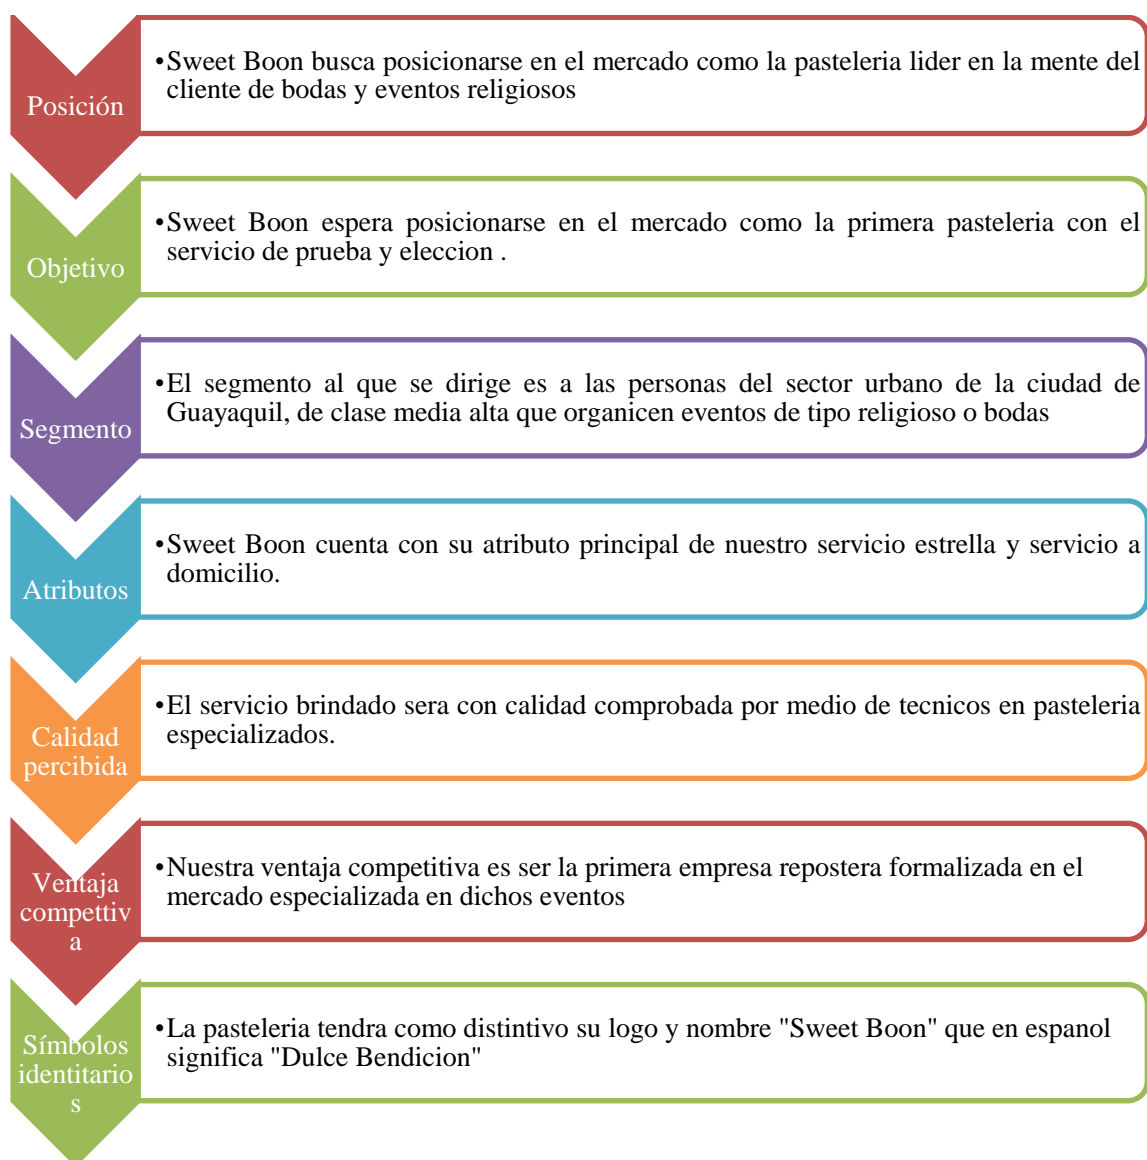 Posición
•Sweet Boon busca posicionarse en el mercado como la pasteleria lider en la mente del
cliente de bodas y eventos religiosos
Objetivo
•Sweet Boon espera posicionarse en el mercado como la primera pasteleria con el
servicio de prueba y eleccion .
Segmento
•El segmento al que se dirige es a las personas del sector urbano de la ciudad de
Guayaquil, de clase media alta que organicen eventos de tipo religioso o bodas
Atributos
•Sweet Boon cuenta con su atributo principal de nuestro servicio estrella y servicio a
domicilio.
Calidad
percibida
•El servicio brindado sera con calidad comprobada por medio de tecnicos en pasteleria
especializados.
Ventaja
compettiv
a
•Nuestra ventaja competitiva es ser la primera empresa repostera formalizada en el
mercado especializada en dichos eventos
Símbolos
identitario
s
•La pasteleria tendra como distintivo su logo y nombre "Sweet Boon" que en espanol
significa "Dulce Bendicion"